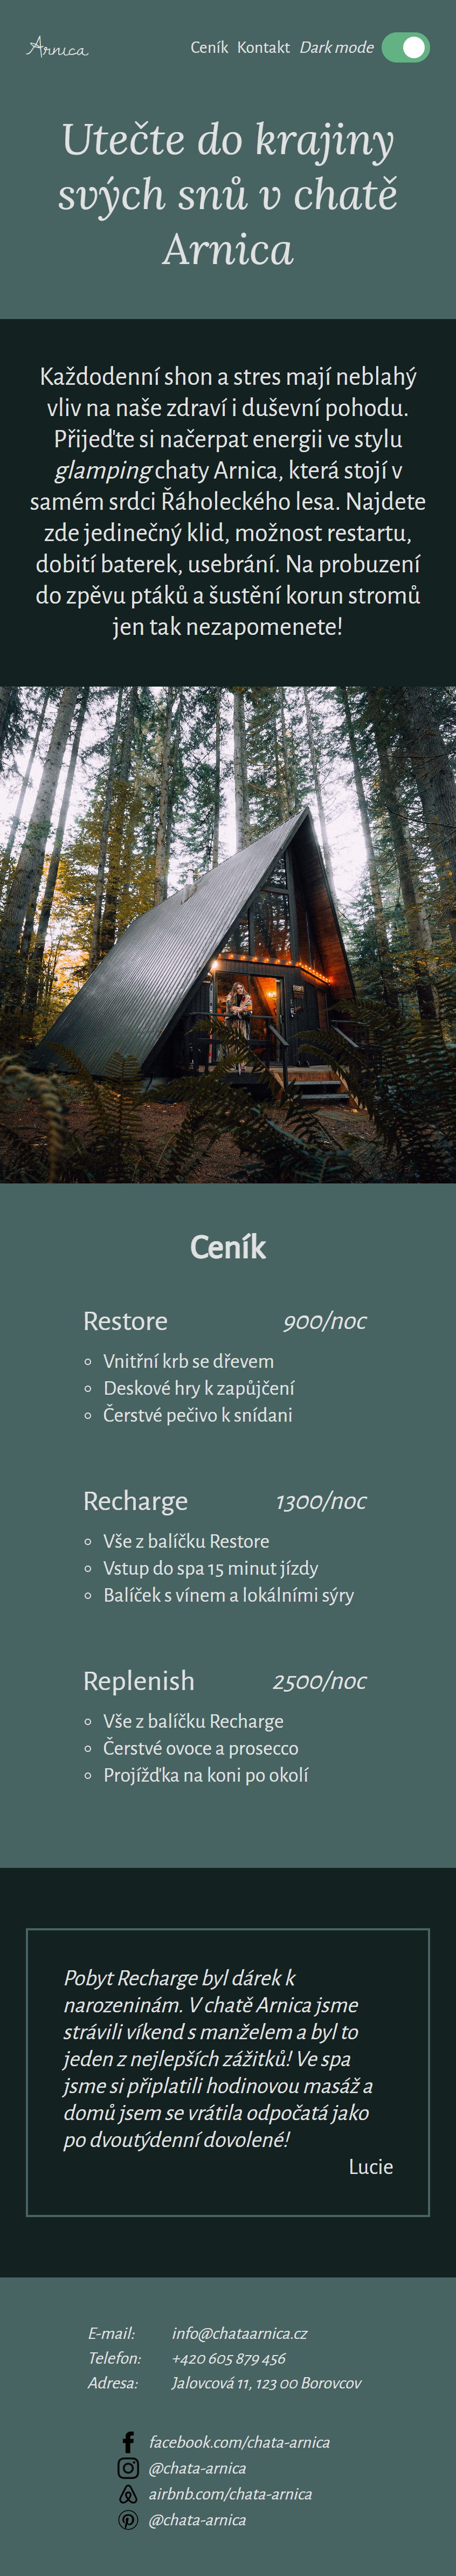 Arnica
Ceník Kontakt Dark mode
Utečte do krajiny
svých snů v chatě
Arnica
Každodenní shon a stres mají neblahý
vliv na naše zdraví i duševní pohodu.
Přijeďte si načerpat energii ve stylu
glamping chaty Arnica, která stojí v
samém srdci Řáholeckého lesa. Najdete
zde jedinečný klid, možnost restartu,
dobití baterek, usebrání. Na probuzení
do zpěvu ptáků a šustění korun stromů
jen tak nezapomenete!
Ceník
Restore 900/noc
Vnitřní krb se dřevem
Deskové hry k zapůjčení
Čerstvé pečivo k snídani
Recharge 1300/noc
Vše z balíčku Restore
Vstup do spa 15 minut jízdy
Balíček s vínem a lokálními sýry
Replenish 2500/noc
Vše z balíčku Recharge
Čerstvé ovoce a prosecco
Projížďka na koni po okolí
Pobyt Recharge byl dárek k
narozeninám. V chatě Arnica jsme
strávili víkend s manželem a byl to
jeden z nejlepších zážitků! Ve spa
jsme si připlatili hodinovou masáž a
domů jsem se vrátila odpočatá jako
po dvoutýdenní dovolené!
Lucie
E-mail: info@chataarnica.cz
Telefon: +420 605 879 456
Adresa: Jalovcová 11, 123 00 Borovcov
facebook.com/chata-arnica
@chata-arnica
airbnb.com/chata-arnica
@chata-arnica